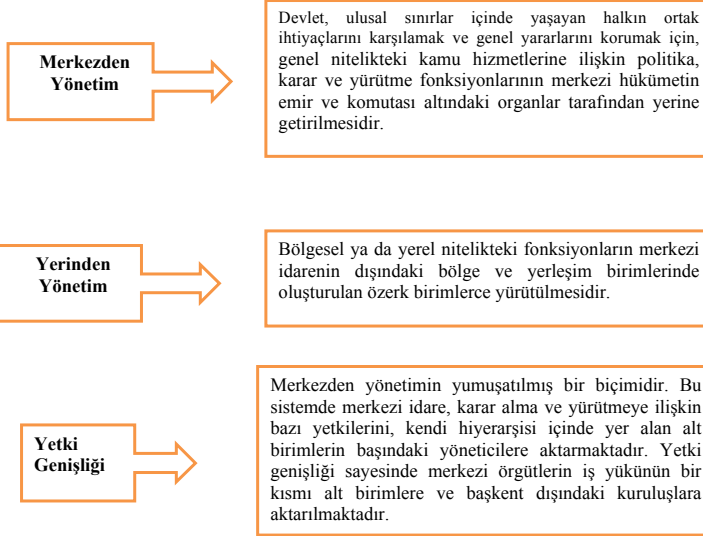 Merkezden
Yönetim
Devlet, ulusal sınırlar içinde yaşayan halkın ortak
ihtiyaçlarını karşılamak ve genel yararlarını korumak için,
genel nitelikteki kamu hizmetlerine ilişkin politika,
karar ve yürütme fonksiyonlarının merkezi hükümetin
emir ve komutası altındaki organlar tarafından yerine
getirilmesidir.
Yerinden
Yönetim
Bölgesel ya da yerel nitelikteki fonksiyonların merkezi
idarenin dışındaki bölge ve yerleşim birimlerinde
oluşturulan özerk birimlerce yürütülmesidir.
Yetki
Genişliği
Merkezden yönetimin yumuşatılmış bir biçimidir. Bu
sistemde merkezi idare, karar alma ve yürütmeye ilişkin
bazı yetkilerini, kendi hiyerarşisi içinde yer alan alt
birimlerin başındaki yöneticilere aktarmaktadır. Yetki
genişliği sayesinde merkezi örgütlerin iş yükünün bir
kısmı alt birimlere ve başkent dışındaki kuruluşlara
aktarılmaktadır.